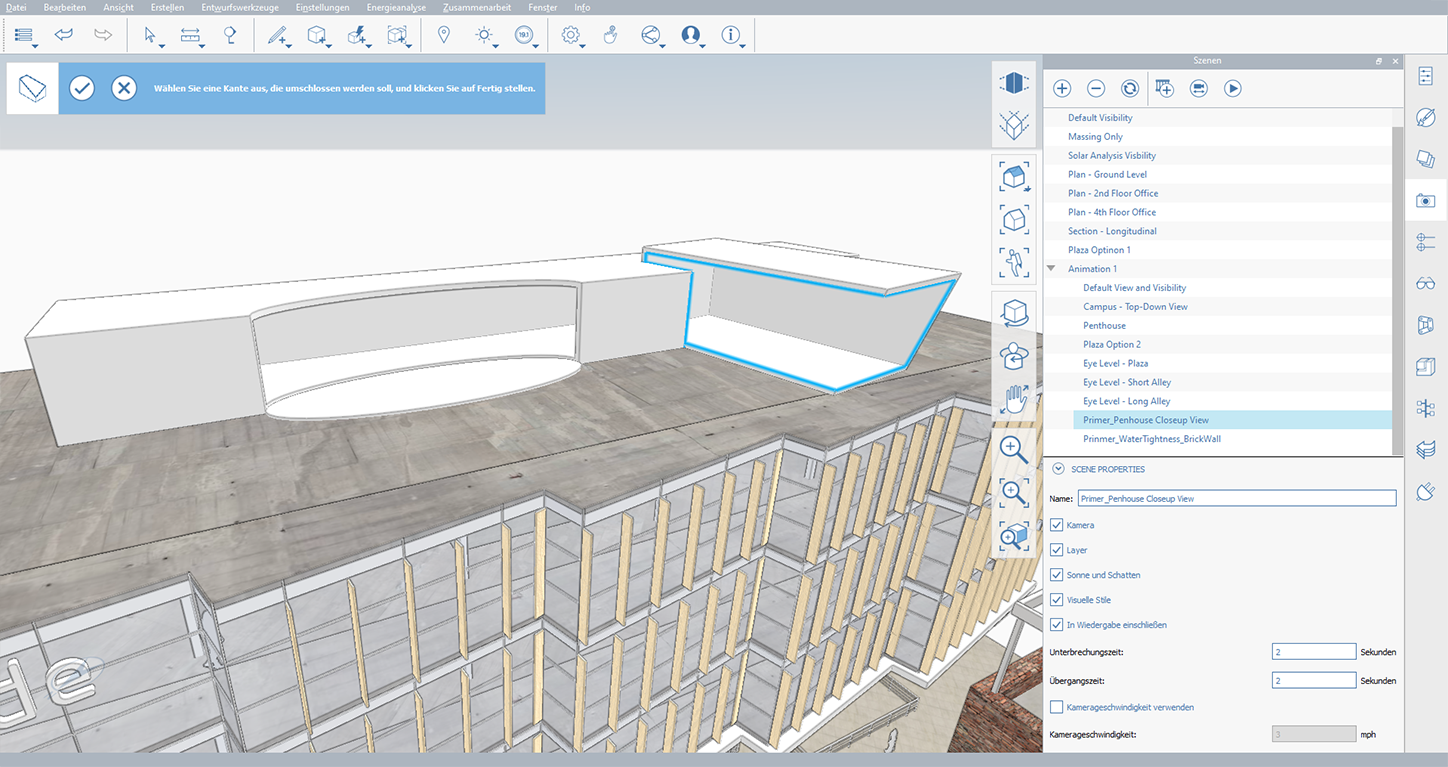 Datei Bearbeiten Ansicht Erstellen Entwurfswerkzeuge Einstellungen Energieanalyse Zusammenarbeit Fenster Info
19.1
Wählen Sie eine Kante aus, die umschlossen werden soll, und klicken Sie auf Fertig stellen.
Szenen
Default Visibility
Massing Only
Solar Analysis Visbility
Plan - Ground Level
Plan - 2nd Floor Office
Plan - 4th Floor Office
Section - Longitudinal
Plaza Optinon 1
Animation 1
Default View and Visibility
Campus - Top-Down View
Penthouse
Plaza Option 2
Eye Level - Plaza
Eye Level - Short Alley
Eye Level - Long Alley
Primer_Penhouse Closeup View
Prinmer_WaterTightness_BrickWall
SCENE PROPERTIES
Name: Primer_Penhouse Closeup View
Kamera
Layer
Sonne und Schatten
Visuelle Stile
In Wiedergabe einschließen
Unterbrechungszeit: 2 Sekunden
Übergangszeit: 2 Sekunden
Kamerageschwindigkeit verwenden
Kamerageschwindigkeit: 3 mph
de